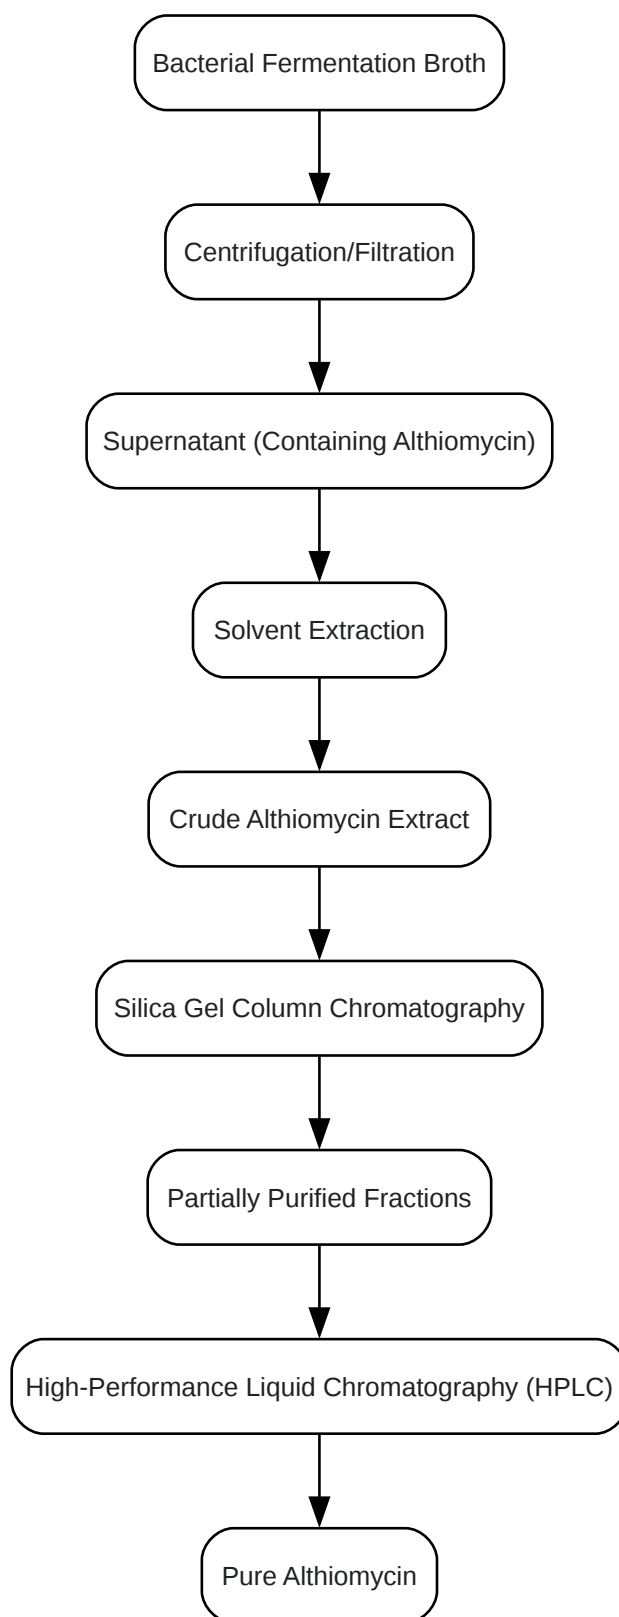 Bacterial Fermentation Broth
Centrifugation/Filtration
Supernatant (Containing Althiomycin)
Solvent Extraction
Crude Althiomycin Extract
Silica Gel Column Chromatography
Partially Purified Fractions
High-Performance Liquid Chromatography (HPLC)
Pure Althiomycin